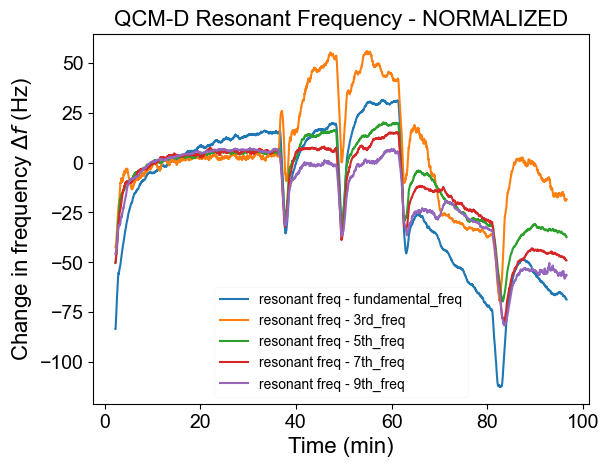 QCM-D Resonant Frequency - NORMALIZED
Change in frequency Δf (Hz)
50
25
0
−25
−50
−75
−100
resonant freq - fundamental_freq
resonant freq - 3rd_freq
resonant freq - 5th_freq
resonant freq - 7th_freq
resonant freq - 9th_freq
0 20 40 60 80 100
Time (min)